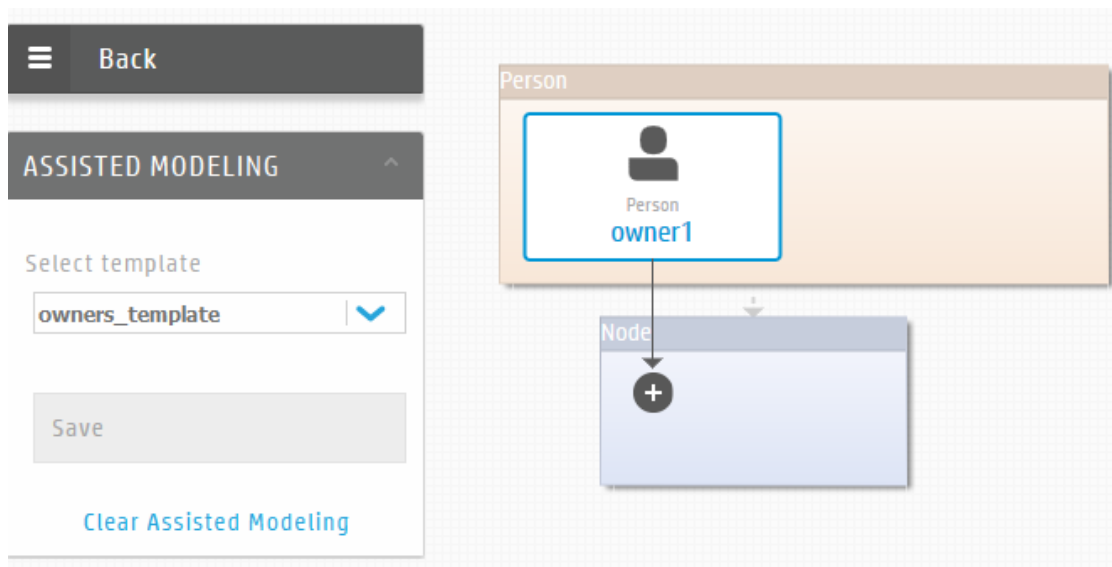 Back
ASSISTED MODELING
Select template
owners_template
Save
Clear Assisted Modeling
Person
Person
owner1
Node